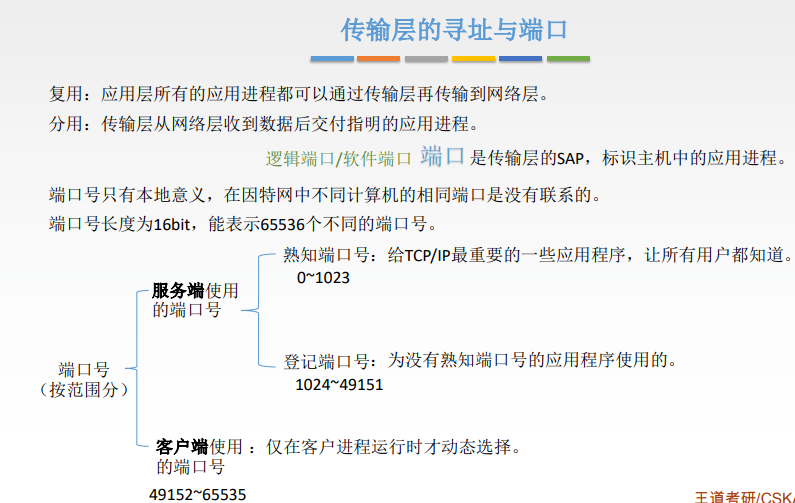 传输层的寻址与端口
复用：应用层所有的应用进程都可以通过传输层再传输到网络层。
分用：传输层从网络层收到数据后交付指明的应用进程。
逻辑端口/软件端口 端口 是传输层的SAP，标识主机中的应用进程。
端口号只有本地意义，在因特网中不同计算机的相同端口是没有联系的。
端口号长度为16bit，能表示65536个不同的端口号。
熟知端口号：给TCP/IP最重要的一些应用程序，让所有用户都知道。
0~1023
服务端使用
的端口号
登记端口号：为没有熟知端口号的应用程序使用的。
1024~49151
端口号
（按范围分）
客户端使用：仅在客户进程运行时才动态选择。
的端口号
49152~65535
王道考研/CSKA